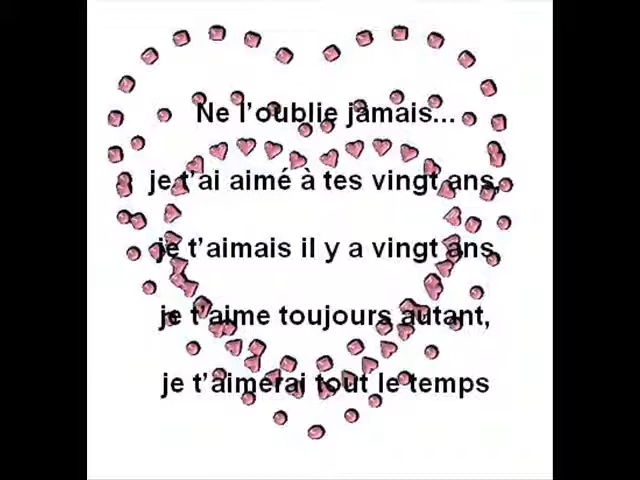 Ne l'oublie jamais...
je t'ai aimé à tes vingt ans,
je t'aimais il y a vingt ans
je t'aime toujours autant,
je t'aimerai tout le temps